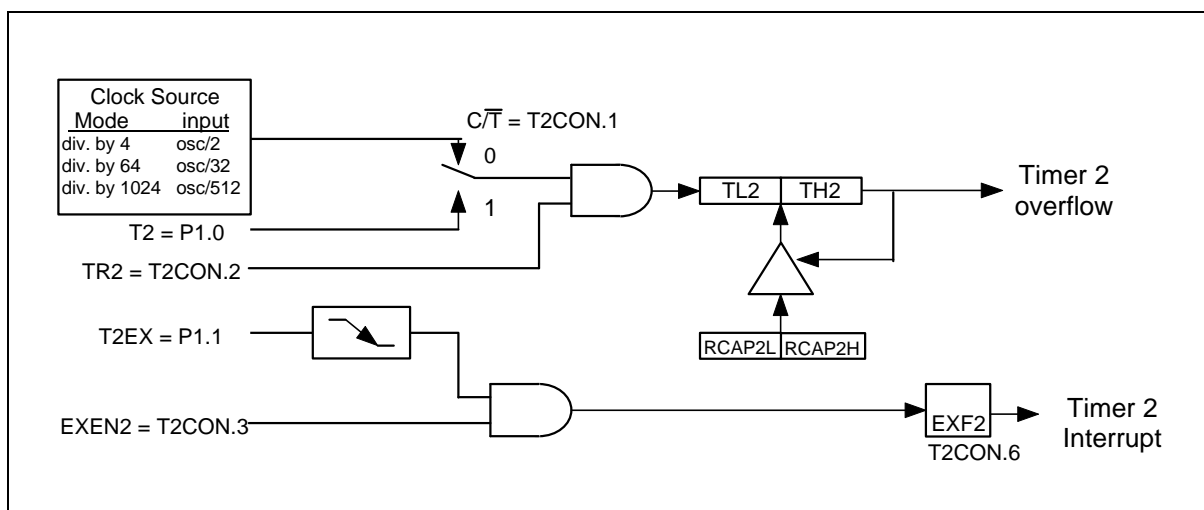 Clock Source
Mode input
div. by 4 osc/2
div. by 64 osc/32
div. by 1024 osc/512
C/T̅ = T2CON.1
0
1
T2 = P1.0
TR2 = T2CON.2
TL2 TH2
Timer 2
overflow
T2EX = P1.1
RCAP2L RCAP2H
EXEN2 = T2CON.3
EXF2
T2CON.6
Timer 2
Interrupt